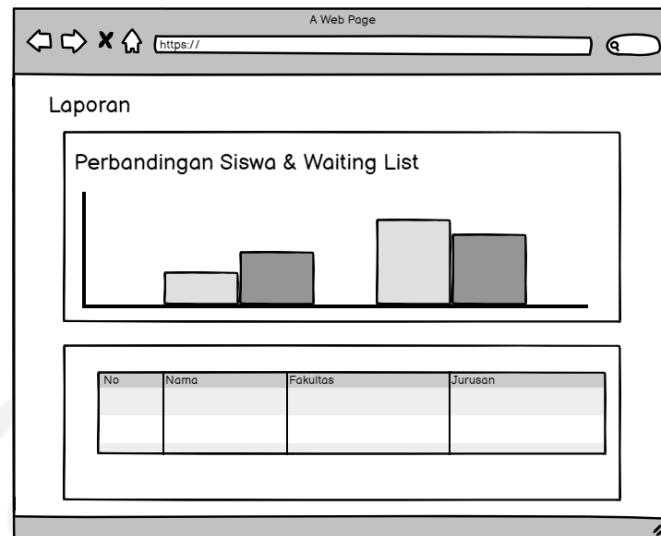 A Web Page
https://
Laporan
Perbandingan Siswa & Waiting List
No Nama Fakultas Jurusan